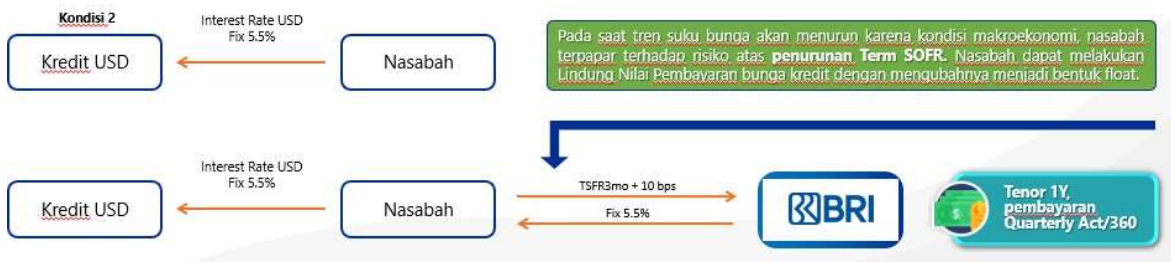 Kondisi 2
Interest Rate USD
Fix 5.5%
Kredit USD
Nasabah
Pada saat tren suku bunga akan menurun karena kondisi makroekonomi, nasabah
terpapar terhadap risiko atas penurunan Term SOFR. Nasabah dapat melakukan
Lindung Nilai Pembayaran bunga kredit dengan mengubahnya menjadi bentuk float.
Interest Rate USD
Fix 5.5%
Kredit USD
Nasabah
TSFR3mo + 10 bps
Fix 5.5%
BRI
Tenor 1Y,
pembayaran
Quarterly Act/360